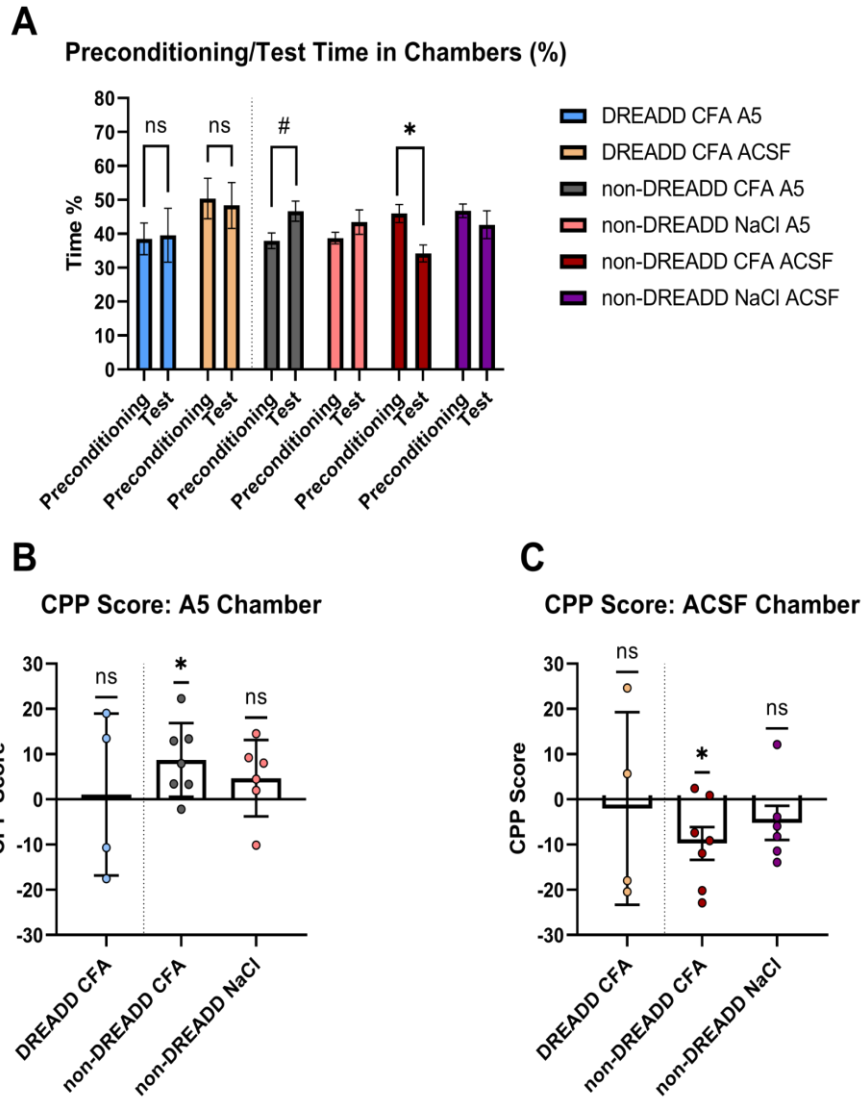 A
Preconditioning/Test Time in Chambers (%)
Time %
80
70
60
50
40
30
20
10
0
ns
ns
#
*
Preconditioning
Test
Preconditioning
Test
Preconditioning
Test
Preconditioning
Test
Preconditioning
Test
Preconditioning
Test
DREADD CFA A5
DREADD CFA ACSF
non-DREADD CFA A5
non-DREADD NaCl A5
non-DREADD CFA ACSF
non-DREADD NaCl ACSF
B
CPP Score: A5 Chamber
CPP Score
30
20
10
0
-10
-20
-30
ns
*
ns
DREADD CFA
non-DREADD CFA
non-DREADD NaCl
C
CPP Score: ACSF Chamber
CPP Score
30
20
10
0
-10
-20
-30
ns
*
ns
DREADD CFA
non-DREADD CFA
non-DREADD NaCl